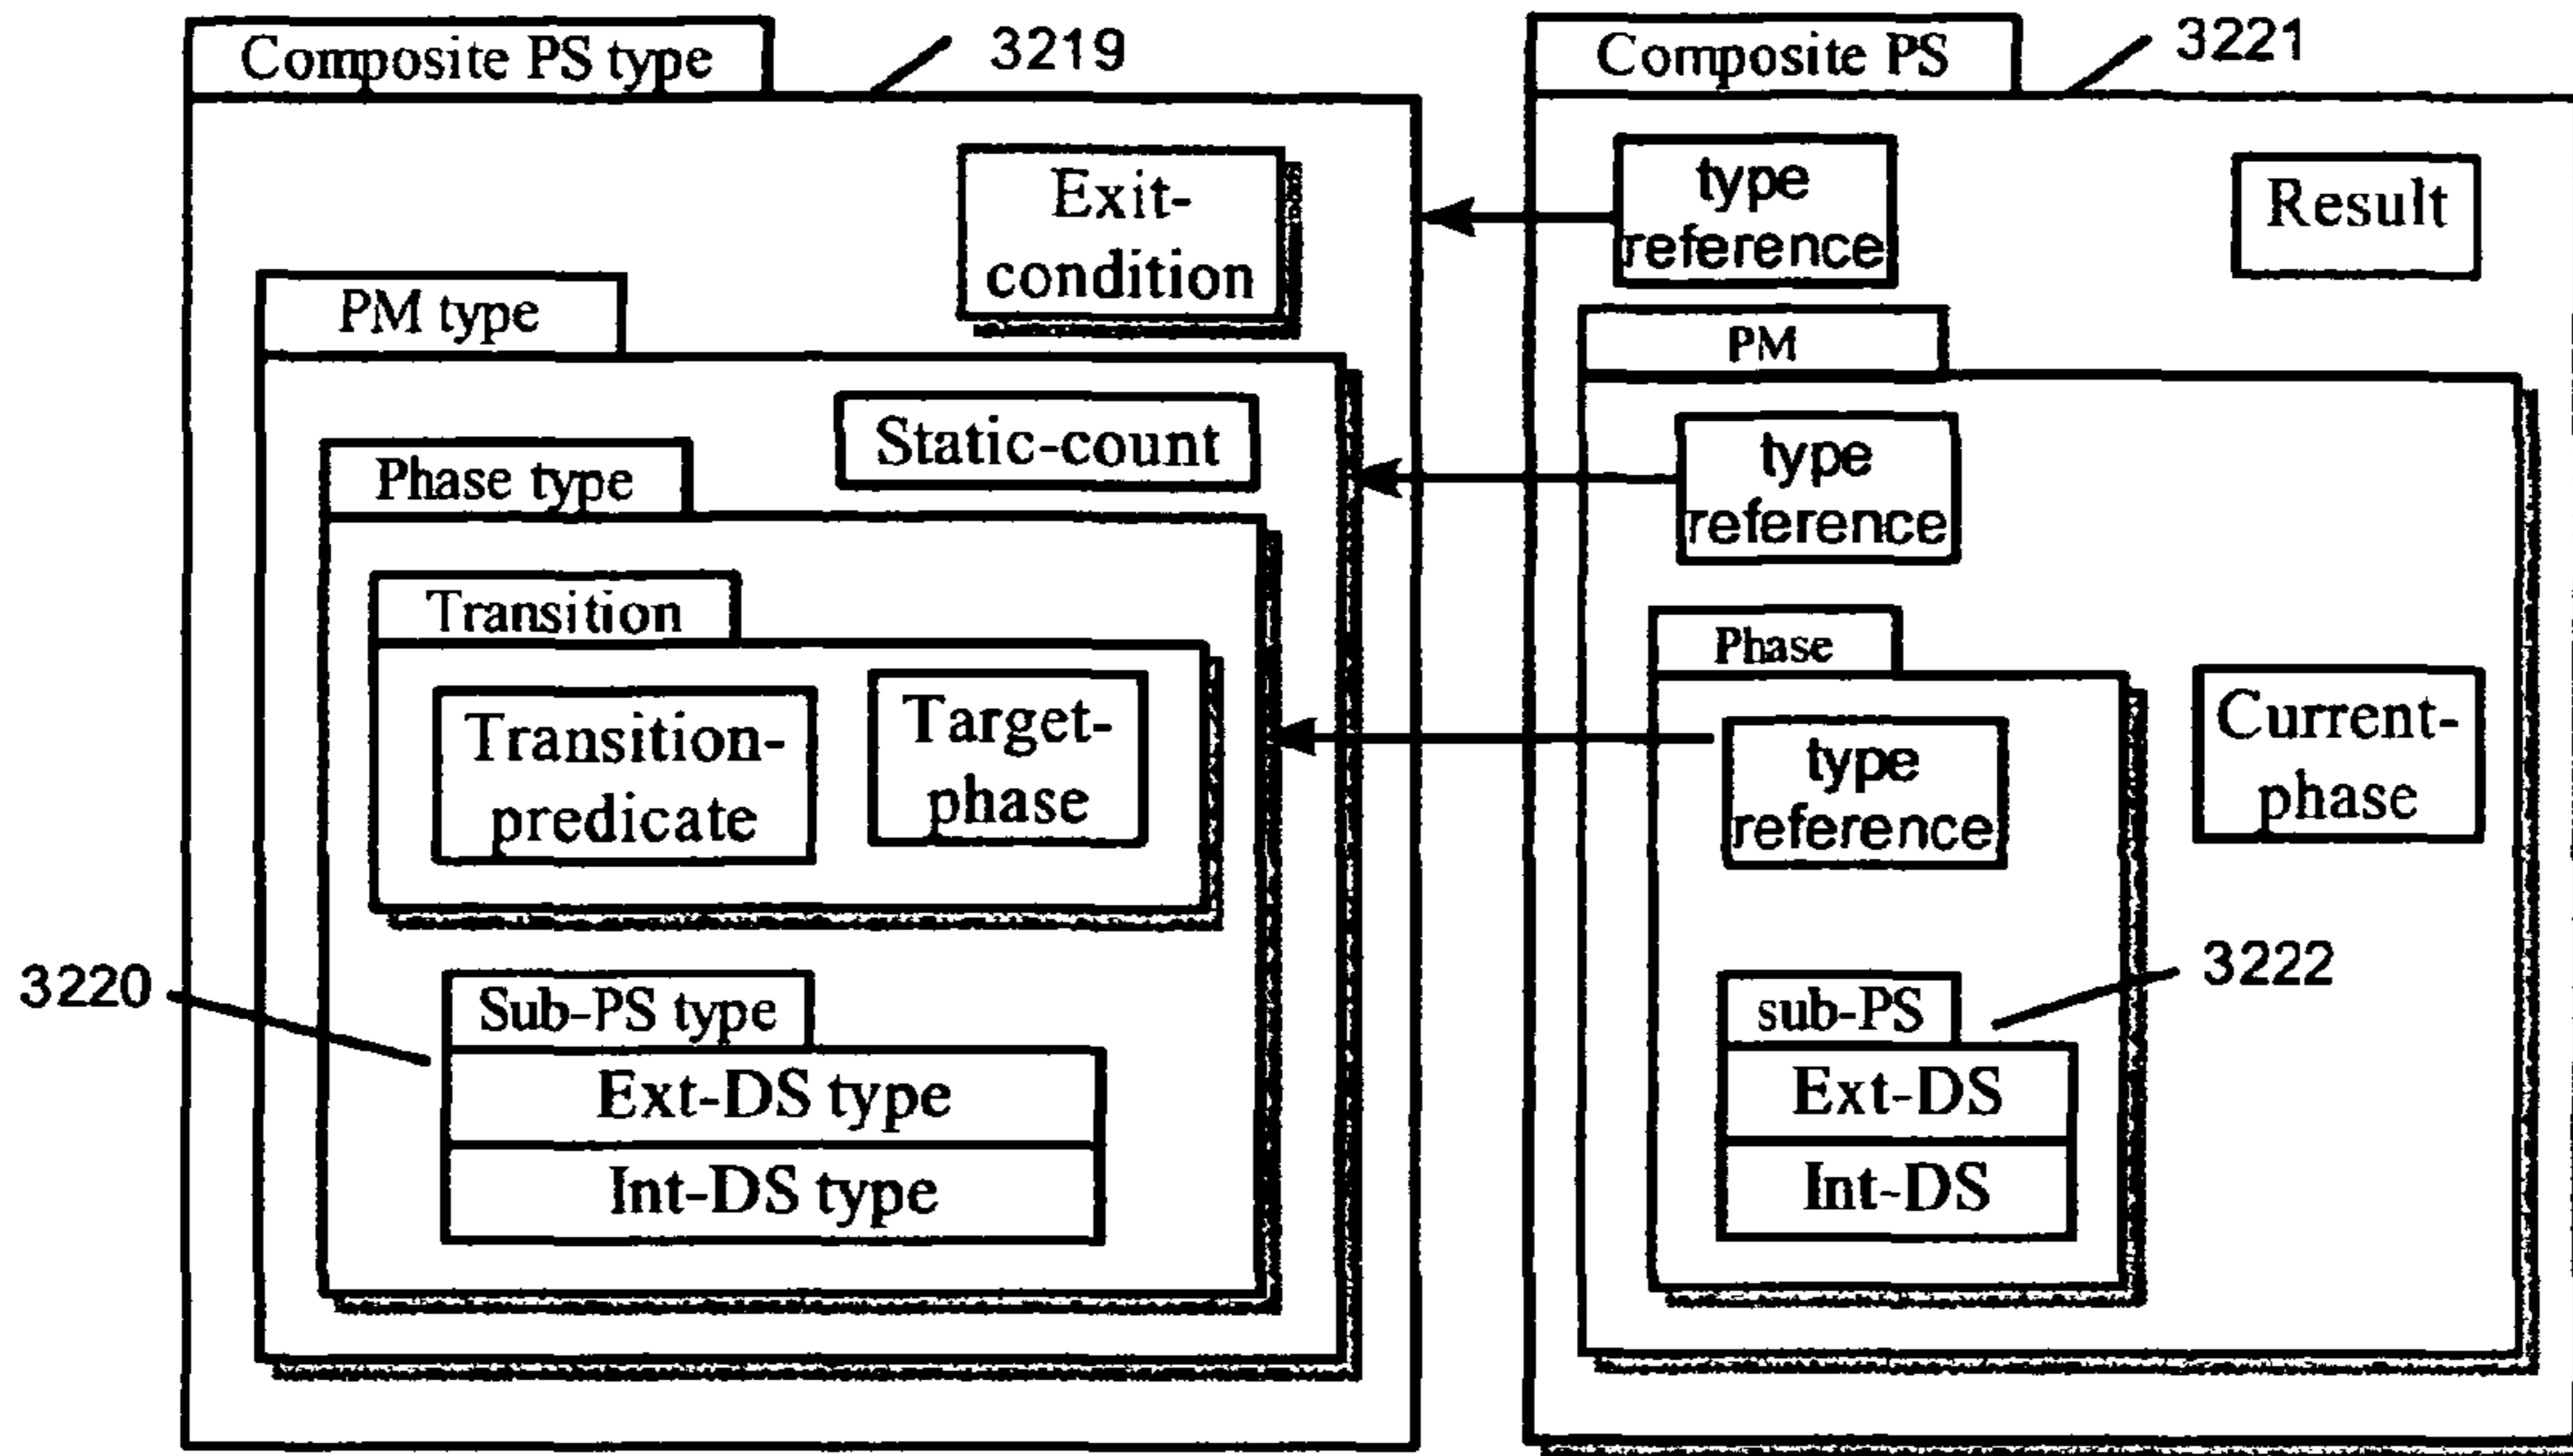 Composite PS type
3219
Exit-
condition
PM type
Static-count
Phase type
Transition
Transition-
predicate
Target-
phase
3220
Sub-PS type
Ext-DS type
Int-DS type
Composite PS
3221
type
reference
Result
PM
type
reference
Phase
type
reference
Current-
phase
3222
sub-PS
Ext-DS
Int-DS